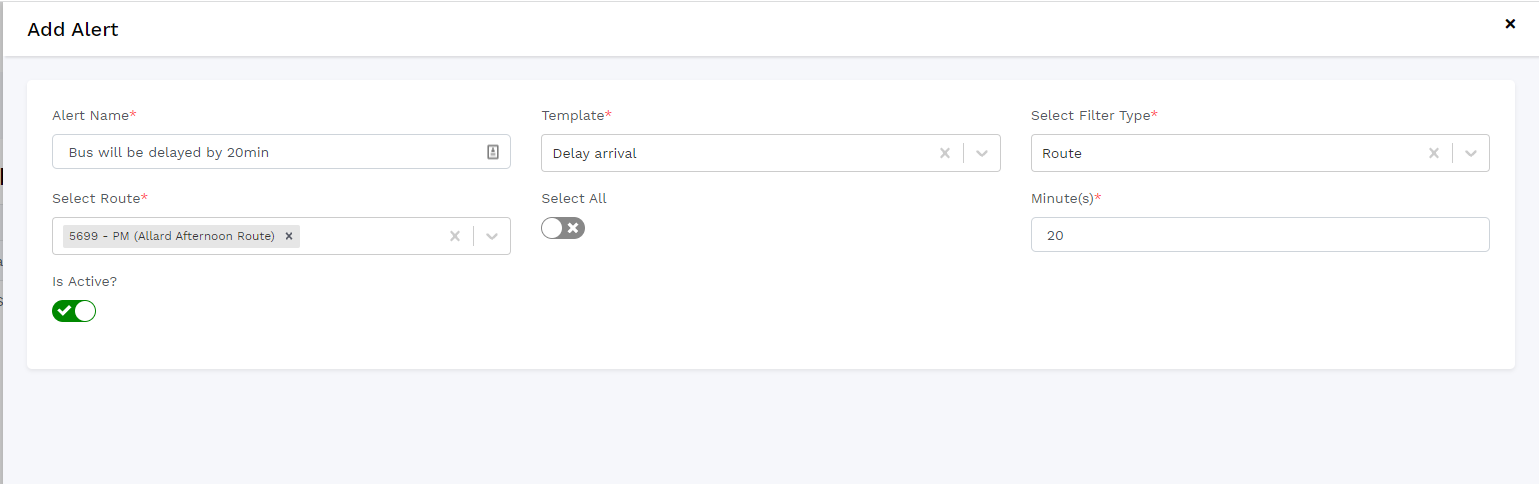 Add Alert
Alert Name*
Template*
Select Filter Type*
Bus will be delayed by 20min
Delay arrival
Route
Select Route*
Select All
Minute(s)*
5699 - PM (Allard Afternoon Route)
20
Is Active?